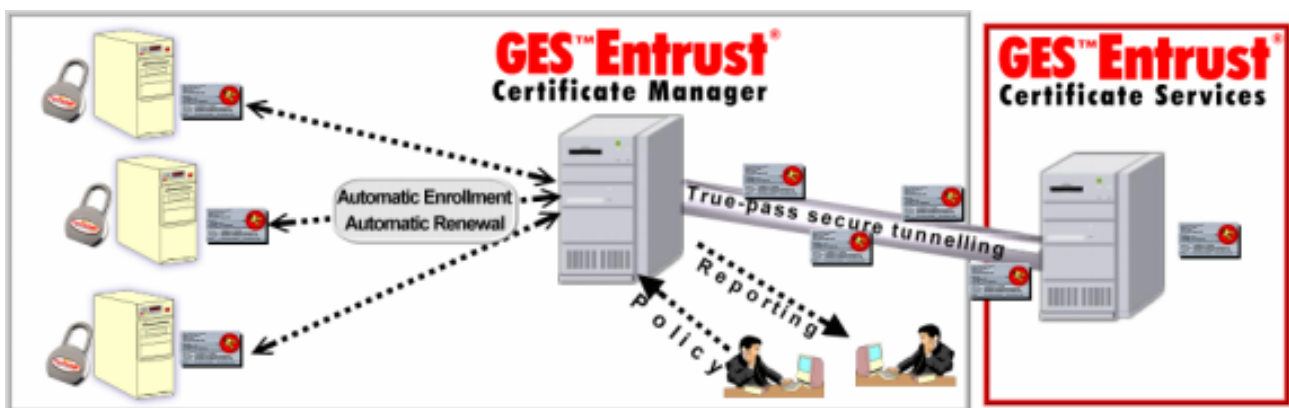 GES™Entrust®
Certificate Manager
GES™Entrust®
Certificate Services
Automatic Enrollment
Automatic Renewal
True-pass secure tunnelling
Reporting
Policy